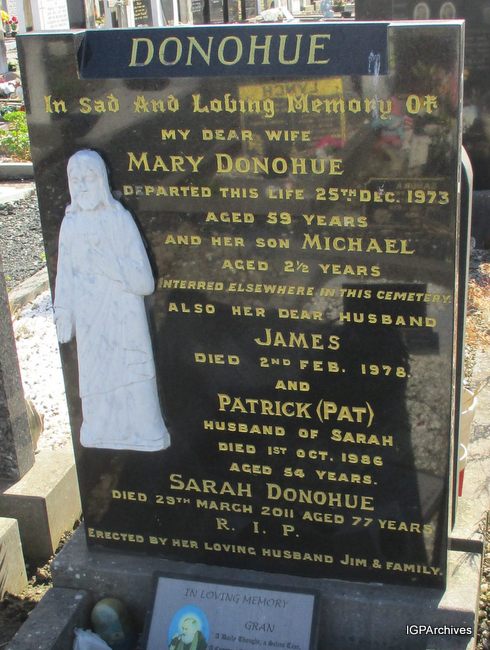 DONOHUE
In Sad And Loving Memory Of
MY DEAR WIFE
MARY DONOHUE
DEPARTED THIS LIFE 25TH DEC. 1973
AGED 59 YEARS
AND HER SON MICHAEL
AGED 2½ YEARS
INTERRED ELSEWHERE IN THIS CEMETERY.
ALSO HER DEAR HUSBAND
JAMES
DIED 2ND FEB. 1978.
AND
PATRICK (PAT)
HUSBAND OF SARAH
DIED 1ST OCT. 1986
AGED 54 YEARS.
SARAH DONOHUE
DIED 29TH MARCH 2011 AGED 77 YEARS
R. I. P.
ERECTED BY HER LOVING HUSBAND JIM & FAMILY.
IN LOVING MEMORY
GRAN
A Daily Thought, a Silent Tear
IGPArchives